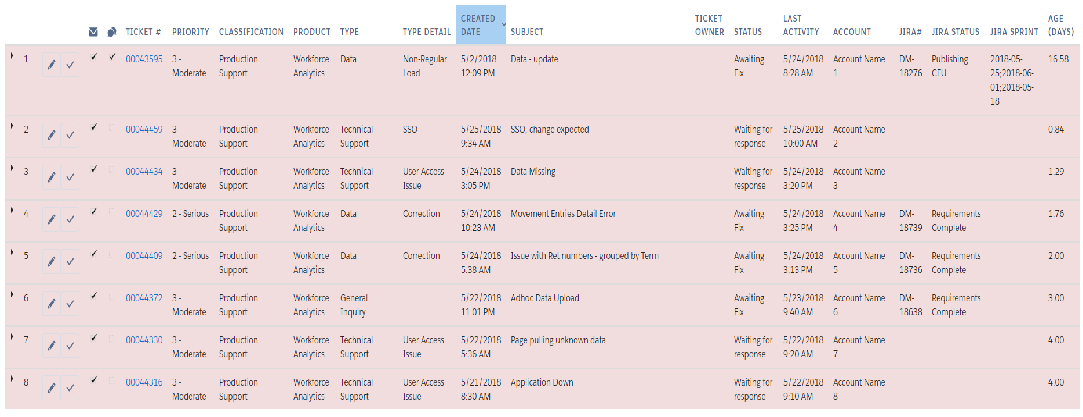 TICKET # PRIORITY CLASSIFICATION PRODUCT TYPE TYPE DETAIL CREATED DATE SUBJECT TICKET OWNER STATUS LAST ACTIVITY ACCOUNT JIRA# JIRA STATUS JIRA SPRINT AGE (DAYS)
1 00043595 3 - Moderate Production Support Workforce Analytics Data Non-Regular Load 5/2/2018 12:09 PM Data - update Awaiting Fix 5/24/2018 8:28 AM Account Name 1 DM-18276 Publishing CFU 2018-05-25;2018-06-01;2018-05-18 16.58
2 00044459 3 - Moderate Production Support Workforce Analytics Technical Support SSO 5/25/2018 9:34 AM SSO, change expected Waiting for response 5/25/2018 10:00 AM Account Name 2 0.84
3 00044434 3 - Moderate Production Support Workforce Analytics Technical Support User Access Issue 5/24/2018 3:05 PM Data Missing Waiting for response 5/24/2018 3:20 PM Account Name 3 1.29
4 00044429 2 - Serious Production Support Workforce Analytics Data Correction 5/24/2018 10:23 AM Movement Entries Detail Error Awaiting Fix 5/24/2018 3:25 PM Account Name 4 DM-18739 Requirements Complete 1.76
5 00044409 2 - Serious Production Support Workforce Analytics Data Correction 5/24/2018 5:38 AM Issue with Ret numbers - grouped by Term Awaiting Fix 5/24/2018 3:13 PM Account Name 5 DM-18736 Requirements Complete 2.00
6 00044372 3 - Moderate Production Support Workforce Analytics General Inquiry 5/22/2018 11:01 PM Adhoc Data Upload Awaiting Fix 5/23/2018 9:40 AM Account Name 6 DM-18638 Requirements Complete 3.00
7 00044330 3 - Moderate Production Support Workforce Analytics Technical Support User Access Issue 5/22/2018 5:36 AM Page pulling unknown data Waiting for response 5/22/2018 9:20 AM Account Name 7 4.00
8 00044316 3 - Moderate Production Support Workforce Analytics Technical Support User Access Issue 5/21/2018 8:30 AM Application Down Waiting for response 5/22/2018 9:10 AM Account Name 8 4.00